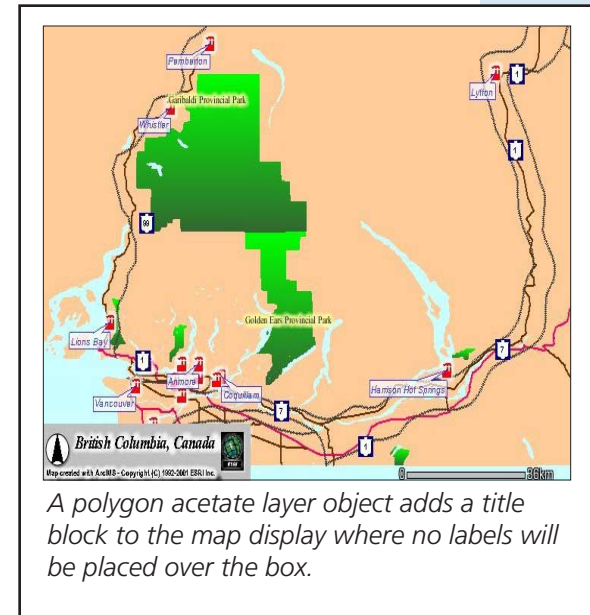 Pemberton
1
Lytton
Garibaldi Provincial Park
Whistler
1
99
Golden Ears Provincial Park
Lions Bay
7
1
Anmore
Harrison Hot Springs
Vancouver
Coquitlam
7
1
British Columbia, Canada
Map created with ArcIMS - Copyright (C) 1992-2001 ESRI Inc.
0 36km
A polygon acetate layer object adds a title
block to the map display where no labels will
be placed over the box.